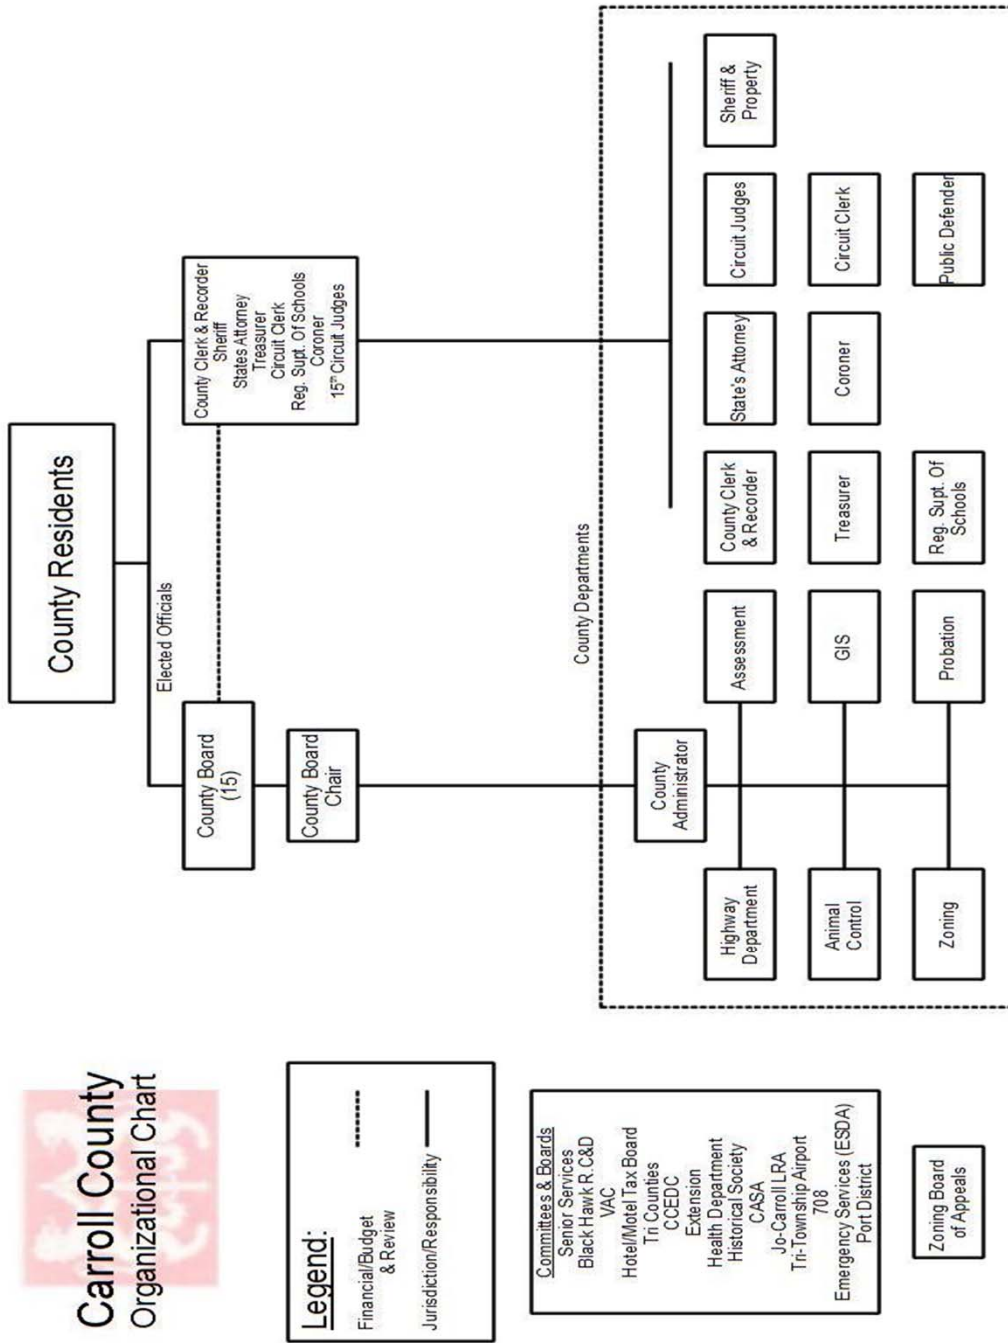 Carroll County
Organizational Chart
County Residents
Elected Officials
County Board
(15)
County Clerk & Recorder
Sheriff
States Attorney
Treasurer
Circuit Clerk
Reg. Supt. Of Schools
Coroner
15th Circuit Judges
County Board
Chair
Legend:
Financial/Budget
& Review
Jurisdiction/Responsibility
County Departments
County
Administrator
Highway
Department
Assessment
County Clerk
& Recorder
State's Attorney
Circuit Judges
Sheriff &
Property
Animal
Control
GIS
Treasurer
Coroner
Circuit Clerk
Zoning
Probation
Reg. Supt. Of
Schools
Public Defender
Committees & Boards
Senior Services
Black Hawk R.C&D
VAC
Hotel/Motel Tax Board
Tri Counties
CCEDC
Extension
Health Department
Historical Society
CASA
Jo-Carroll LRA
Tri-Township Airport
708
Emergency Services (ESDA)
Port District
Zoning Board
of Appeals